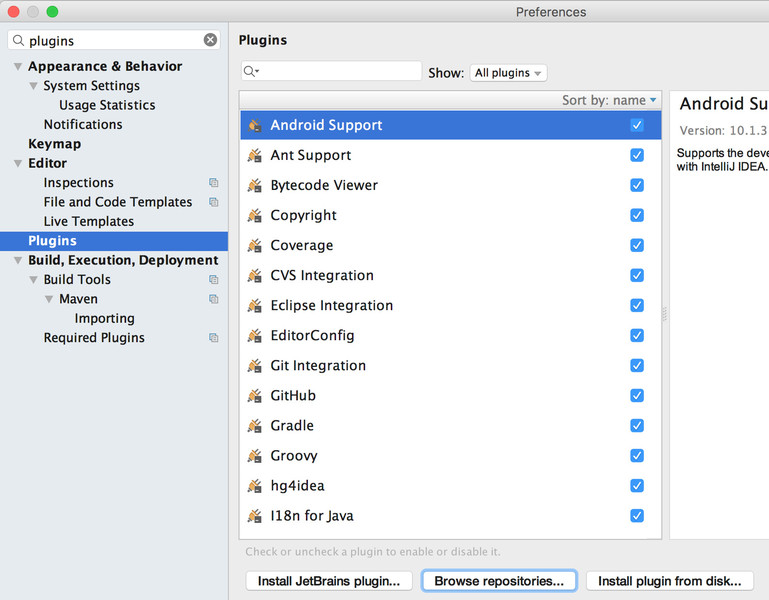 Preferences
plugins
Appearance & Behavior
System Settings
Usage Statistics
Notifications
Keymap
Editor
Inspections
File and Code Templates
Live Templates
Plugins
Build, Execution, Deployment
Build Tools
Maven
Importing
Required Plugins
Plugins
Show: All plugins
Sort by: name
Android Support
Ant Support
Bytecode Viewer
Copyright
Coverage
CVS Integration
Eclipse Integration
EditorConfig
Git Integration
GitHub
Gradle
Groovy
hg4idea
I18n for Java
Check or uncheck a plugin to enable or disable it.
Install JetBrains plugin... Browse repositories... Install plugin from disk...
Android Su
Version: 10.1.3
Supports the deve
with IntelliJ IDEA.